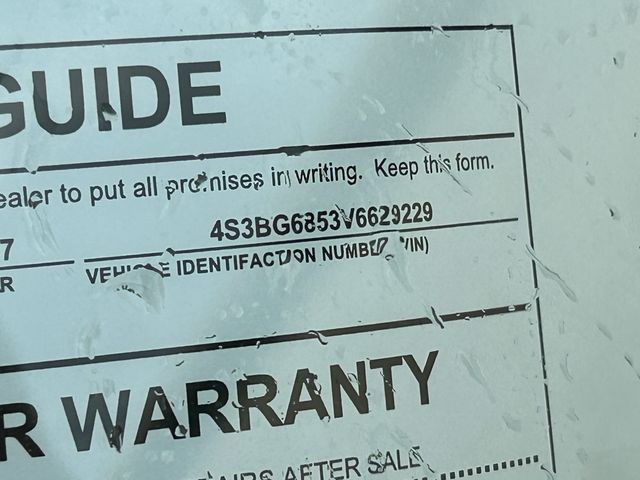 GUIDE
ealer to put all promises in writing. Keep this form.
7 4S3BG6853V6629229
R VEHICLE IDENTIFACTION NUMBER (VIN)
R WARRANTY
AIRS AFTER SALE